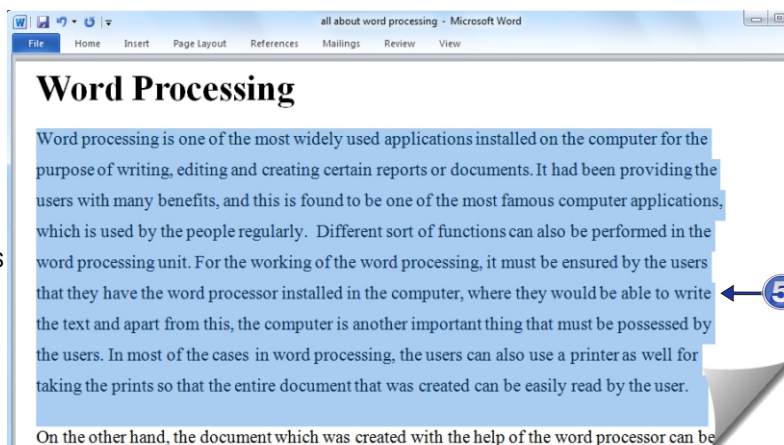 all about word processing - Microsoft Word
File Home Insert Page Layout References Mailings Review View
Word Processing
Word processing is one of the most widely used applications installed on the computer for the
purpose of writing, editing and creating certain reports or documents. It had been providing the
users with many benefits, and this is found to be one of the most famous computer applications,
which is used by the people regularly. Different sort of functions can also be performed in the
s
word processing unit. For the working of the word processing, it must be ensured by the users
that they have the word processor installed in the computer, where they would be able to write
5
the text and apart from this, the computer is another important thing that must be possessed by
the users. In most of the cases in word processing, the users can also use a printer as well for
taking the prints so that the entire document that was created can be easily read by the user.
On the other hand, the document which was created with the help of the word processor can be